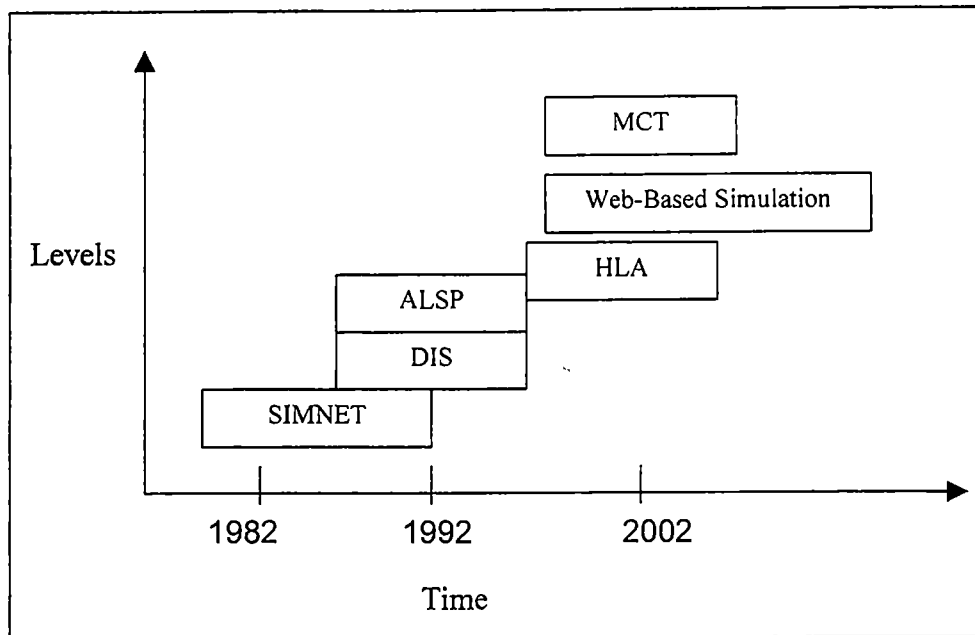 MCT
Web-Based Simulation
Levels
HLA
ALSP
DIS
SIMNET
1982
1992
2002
Time